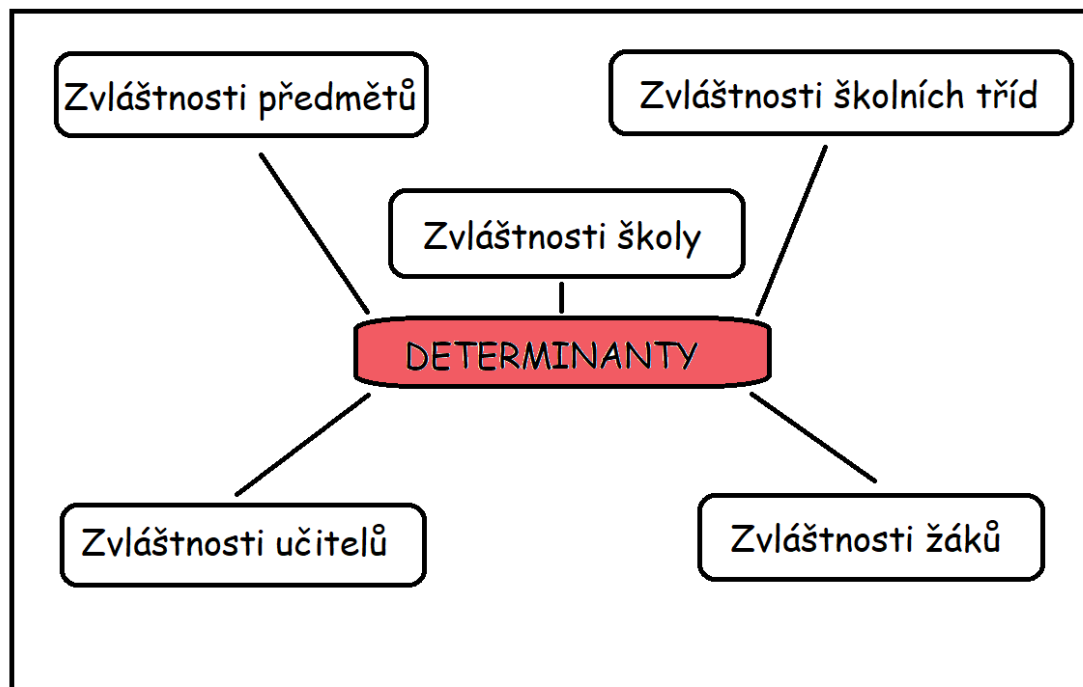 Zvláštnosti předmětů
Zvláštnosti školních tříd
Zvláštnosti školy
DETERMINANTY
Zvláštnosti učitelů
Zvláštnosti žáků